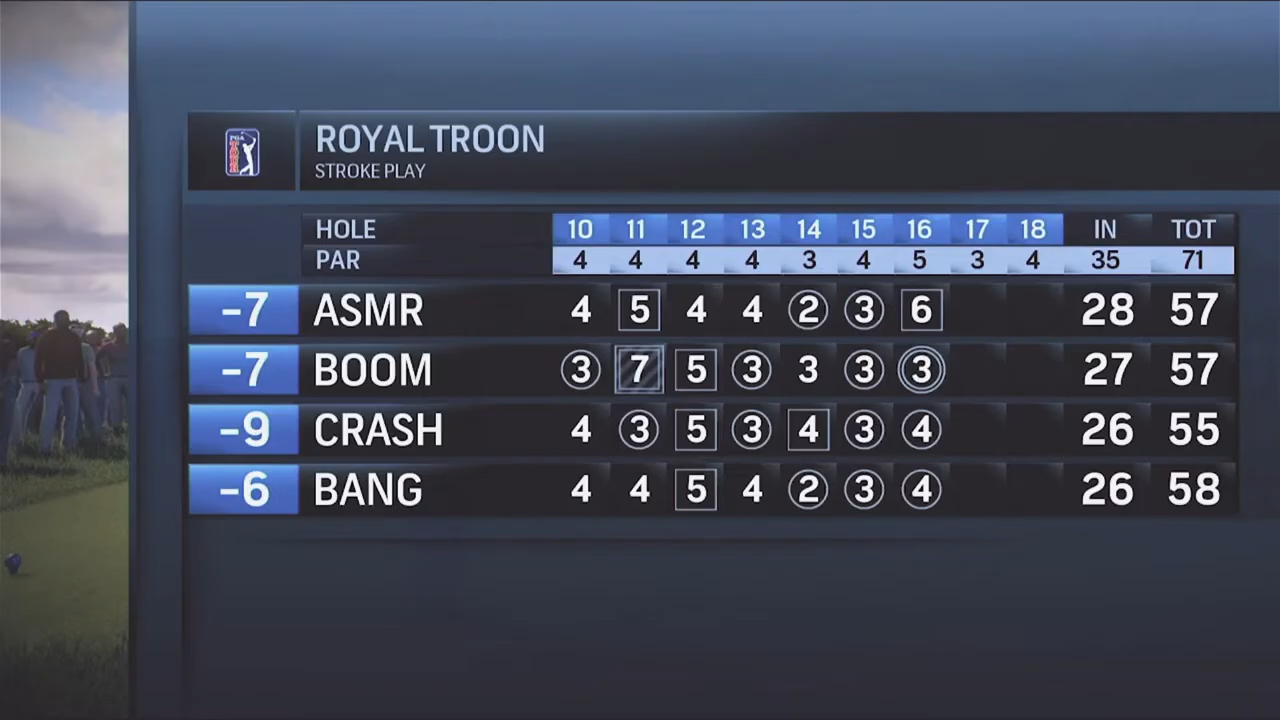 PGA TOUR
ROYAL TROON
STROKE PLAY
HOLE 10 11 12 13 14 15 16 17 18 IN TOT
PAR 4 4 4 4 3 4 5 3 4 35 71
-7 ASMR 4 5 4 4 2 3 6 28 57
-7 BOOM 3 7 5 3 3 3 3 27 57
-9 CRASH 4 3 5 3 4 3 4 26 55
-6 BANG 4 4 5 4 2 3 4 26 58